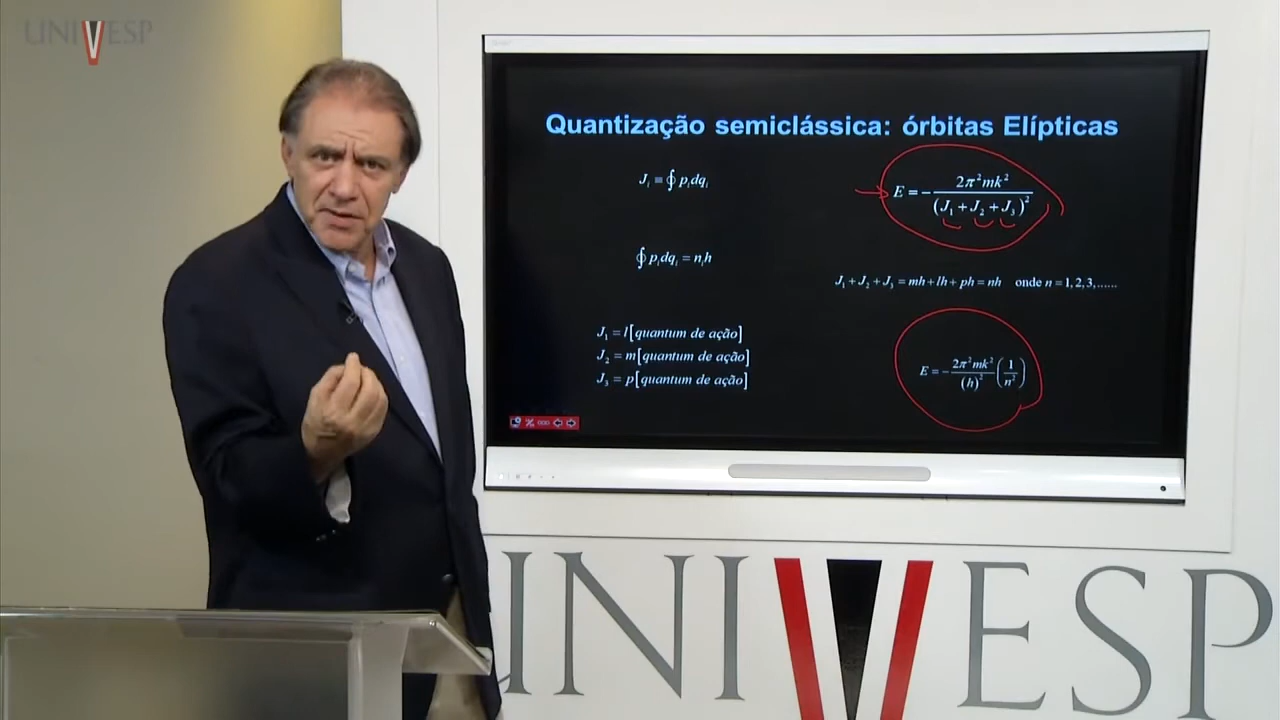 UNIVESP
Quantização semiclássica: órbitas Elípticas
J_i = ∮ p_i dq_i
∮ p_i dq_i = n_i h
J_1 = l[quantum de ação]
J_2 = m[quantum de ação]
J_3 = p[quantum de ação]
E = - 2π²mk² / (J_1 + J_2 + J_3)²
J_1 + J_2 + J_3 = mh + lh + ph = nh onde n = 1, 2, 3,......
E = - 2π²mk² / (h)² (1 / n²)
UNIVESP